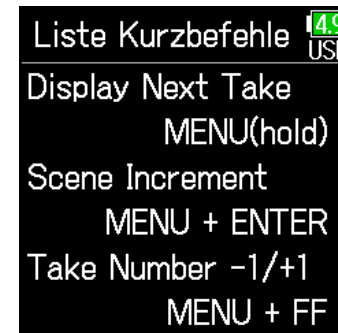 Liste Kurzbefehle
Display Next Take
MENU(hold)
Scene Increment
MENU + ENTER
Take Number -1/+1
MENU + FF